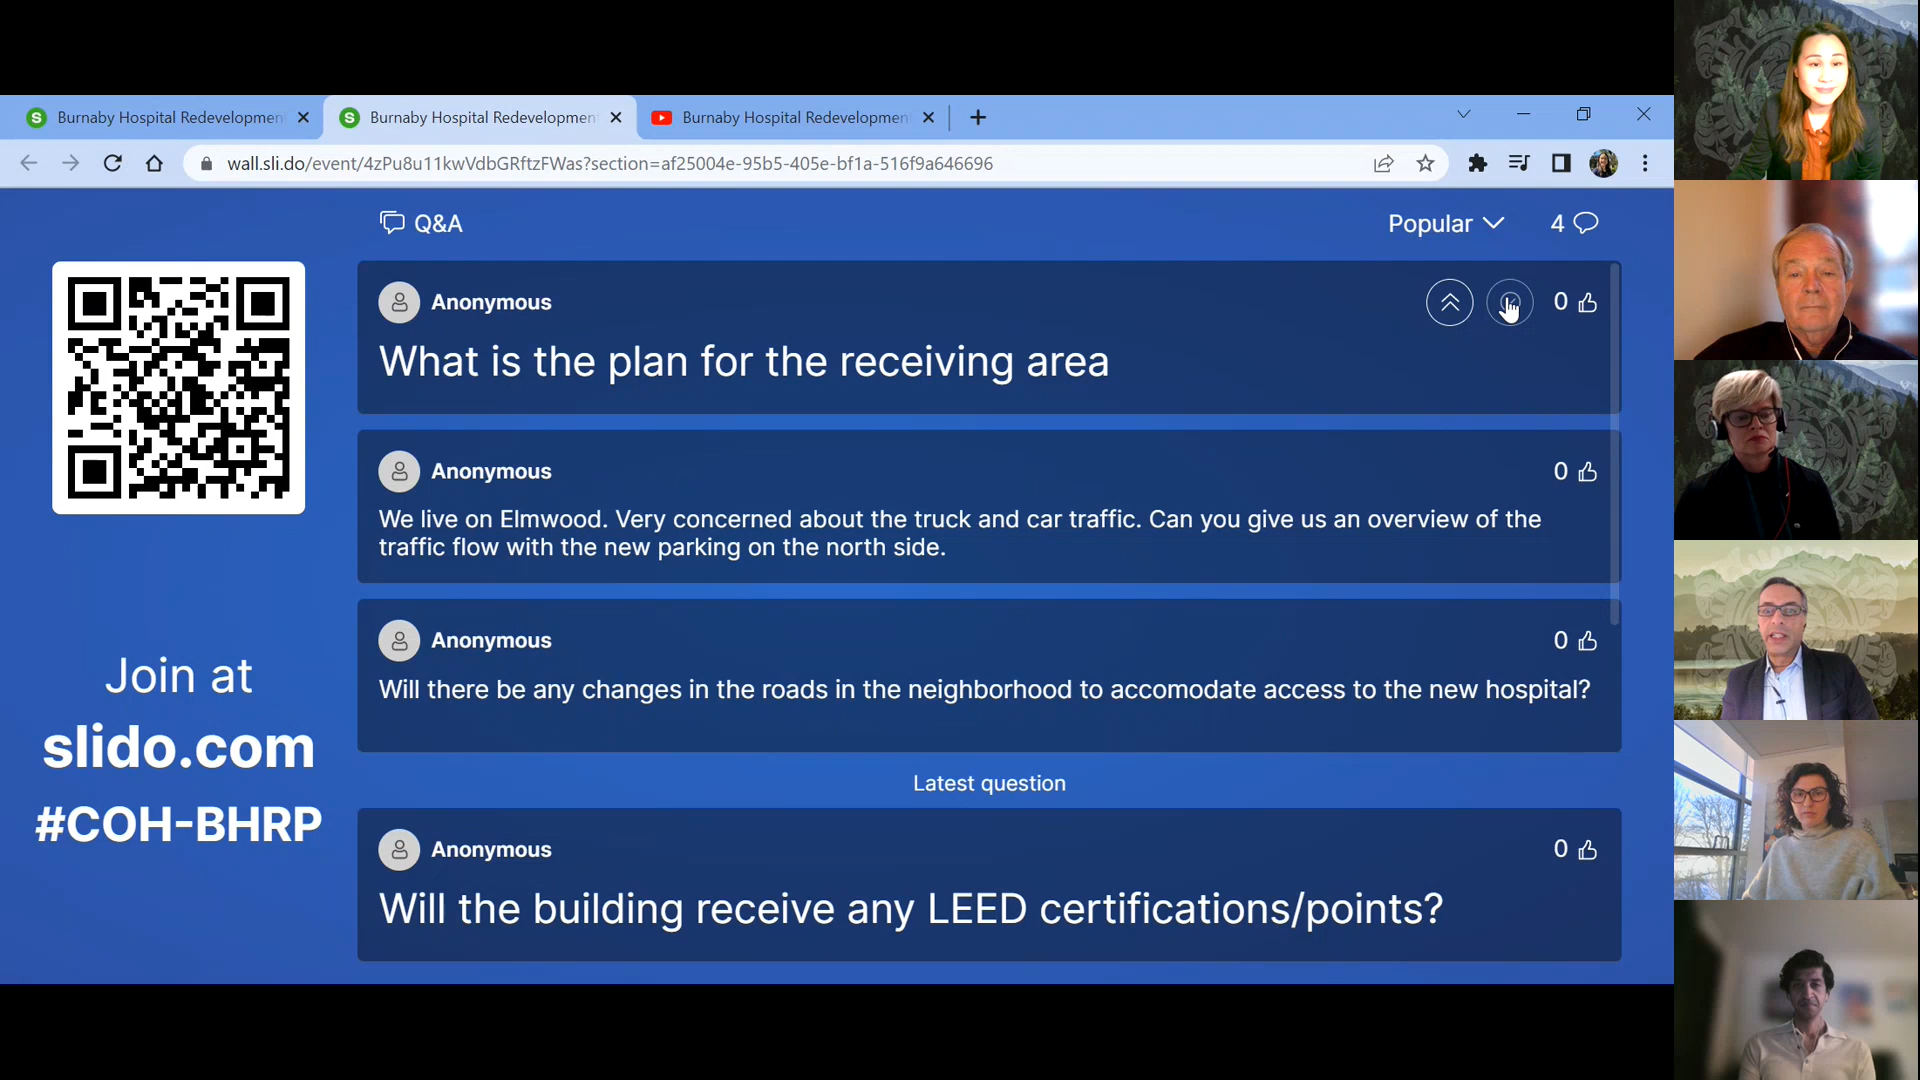 Burnaby Hospital Redevelopmen
Burnaby Hospital Redevelopmen
Burnaby Hospital Redevelopmen
wall.sli.do/event/4zPu8u11kwVdbGRftzFWas?section=af25004e-95b5-405e-bf1a-516f9a646696
Q&A
Popular
4
Anonymous
0
What is the plan for the receiving area
Anonymous
0
We live on Elmwood. Very concerned about the truck and car traffic. Can you give us an overview of the
traffic flow with the new parking on the north side.
Anonymous
0
Will there be any changes in the roads in the neighborhood to accomodate access to the new hospital?
Latest question
Anonymous
0
Will the building receive any LEED certifications/points?
Join at
slido.com
#COH-BHRP